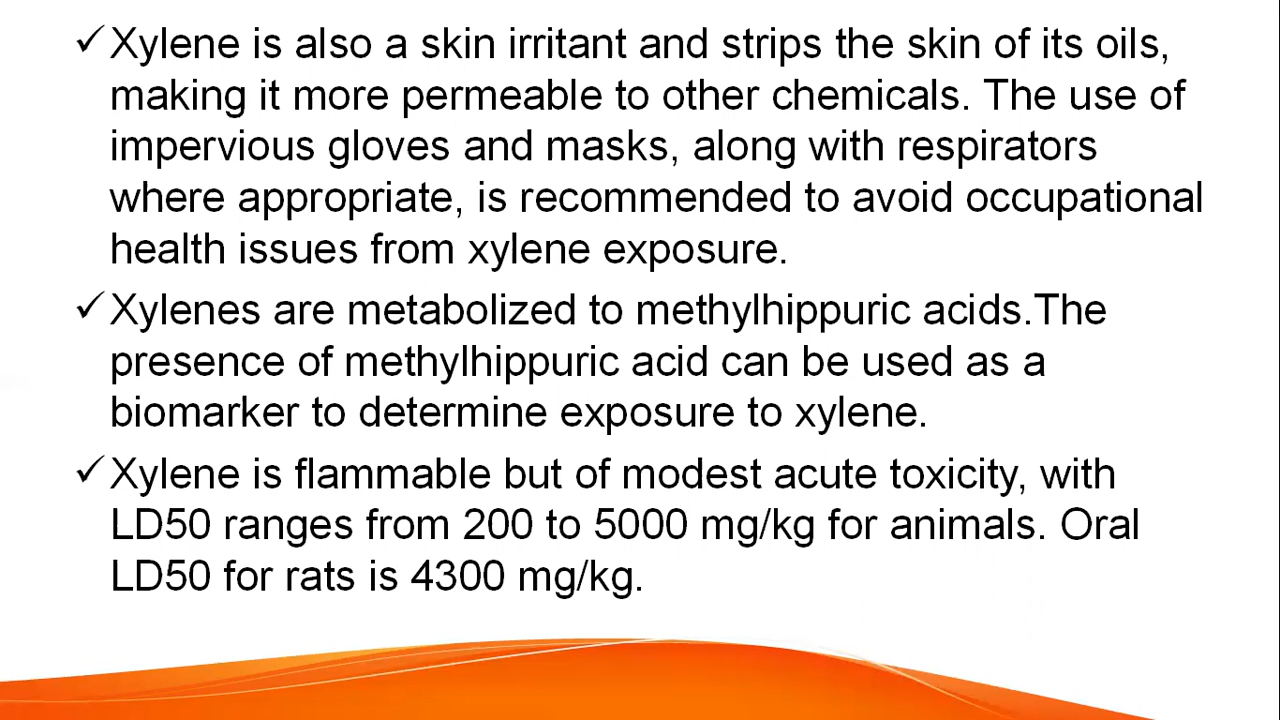 ✓Xylene is also a skin irritant and strips the skin of its oils,
making it more permeable to other chemicals. The use of
impervious gloves and masks, along with respirators
where appropriate, is recommended to avoid occupational
health issues from xylene exposure.
✓Xylenes are metabolized to methylhippuric acids.The
presence of methylhippuric acid can be used as a
biomarker to determine exposure to xylene.
✓Xylene is flammable but of modest acute toxicity, with
LD50 ranges from 200 to 5000 mg/kg for animals. Oral
LD50 for rats is 4300 mg/kg.